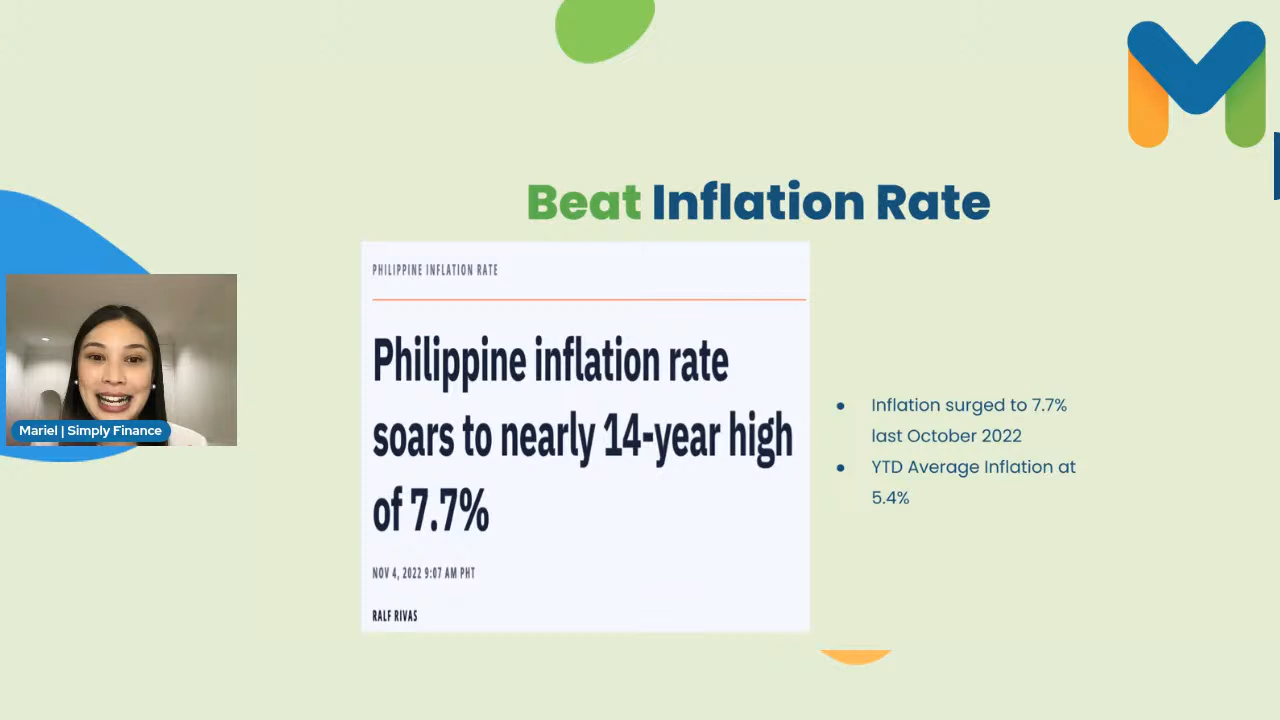 Beat Inflation Rate
PHILIPPINE INFLATION RATE
Philippine inflation rate
soars to nearly 14-year high
of 7.7%
NOV 4, 2022 9:07 AM PHT
RALF RIVAS
Mariel | Simply Finance
● Inflation surged to 7.7%
last October 2022
● YTD Average Inflation at
5.4%